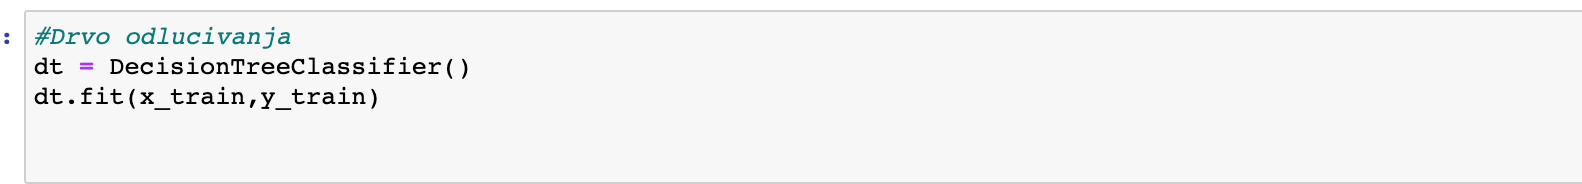 :
#Drvo odlucivanja
dt = DecisionTreeClassifier()
dt.fit(x_train,y_train)